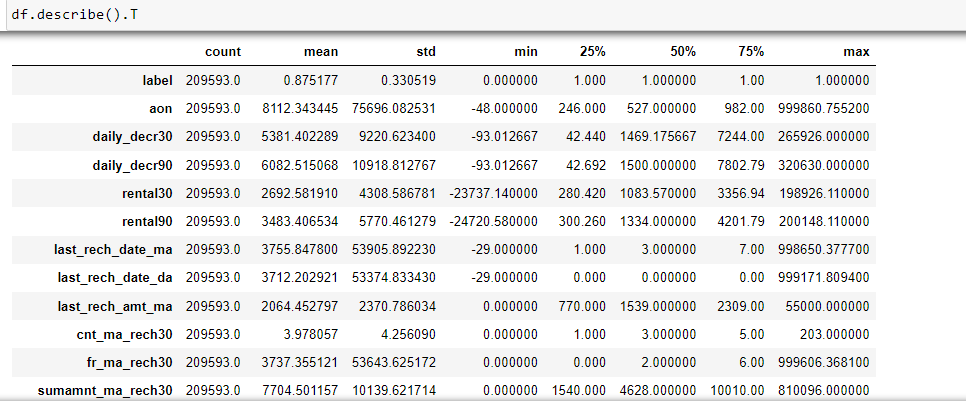 df.describe().T
count mean std min 25% 50% 75% max
label 209593.0 0.875177 0.330519 0.000000 1.000 1.000000 1.00 1.000000
aon 209593.0 8112.343445 75696.082531 -48.000000 246.000 527.000000 982.00 999860.755200
daily_decr30 209593.0 5381.402289 9220.623400 -93.012667 42.440 1469.175667 7244.00 265926.000000
daily_decr90 209593.0 6082.515068 10918.812767 -93.012667 42.692 1500.000000 7802.79 320630.000000
rental30 209593.0 2692.581910 4308.586781 -23737.140000 280.420 1083.570000 3356.94 198926.110000
rental90 209593.0 3483.406534 5770.461279 -24720.580000 300.260 1334.000000 4201.79 200148.110000
last_rech_date_ma 209593.0 3755.847800 53905.892230 -29.000000 1.000 3.000000 7.00 998650.377700
last_rech_date_da 209593.0 3712.202921 53374.833430 -29.000000 0.000 0.000000 0.00 999171.809400
last_rech_amt_ma 209593.0 2064.452797 2370.786034 0.000000 770.000 1539.000000 2309.00 55000.000000
cnt_ma_rech30 209593.0 3.978057 4.256090 0.000000 1.000 3.000000 5.00 203.000000
fr_ma_rech30 209593.0 3737.355121 53643.625172 0.000000 0.000 2.000000 6.00 999606.368100
sumamnt_ma_rech30 209593.0 7704.501157 10139.621714 0.000000 1540.000 4628.000000 10010.00 810096.000000